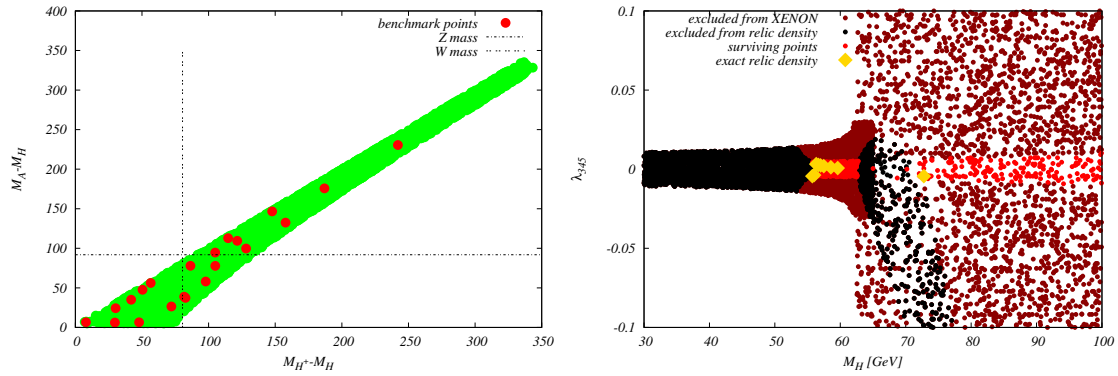 400
350
300
250
200
150
100
50
0
M_A-M_H
benchmark points
Z mass
W mass
0 50 100 150 200 250 300 350
M_H+-M_H
0.1
0.05
0
-0.05
-0.1
λ_345
excluded from XENON
excluded from relic density
surviving points
exact relic density
30 40 50 60 70 80 90 100
M_H [GeV]